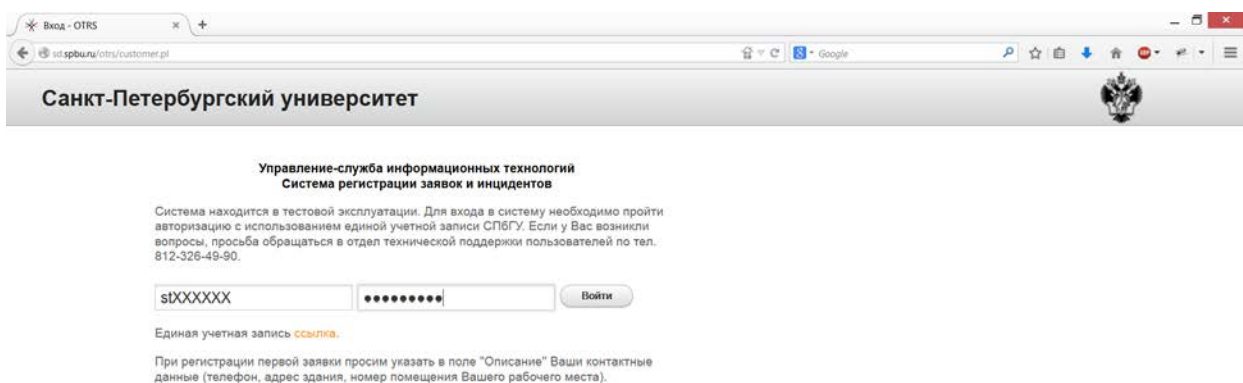 Вход - OTRS
sd.spbu.ru/otrs/customer.pl
Google
Санкт-Петербургский университет
Управление-служба информационных технологий
Система регистрации заявок и инцидентов
Система находится в тестовой эксплуатации. Для входа в систему необходимо пройти
авторизацию с использованием единой учетной записи СПбГУ. Если у Вас возникли
вопросы, просьба обращаться в отдел технической поддержки пользователей по тел.
812-326-49-90.
stXXXXXX
Войти
Единая учетная запись ссылка.
При регистрации первой заявки просим указать в поле "Описание" Ваши контактные
данные (телефон, адрес здания, номер помещения Вашего рабочего места).